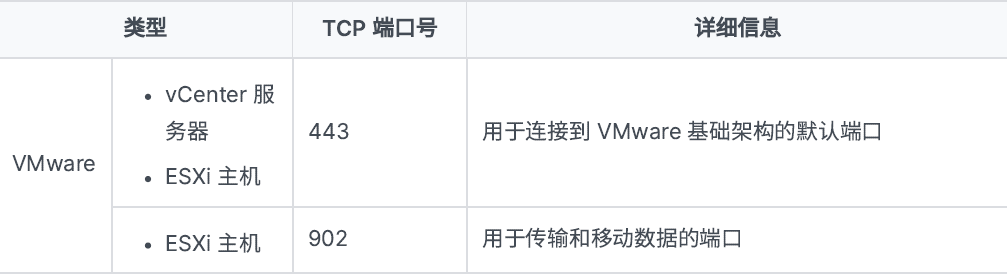 类型
TCP 端口号
详细信息
VMware
• vCenter 服
务器
• ESXi 主机
443
用于连接到 VMware 基础架构的默认端口
• ESXi 主机
902
用于传输和移动数据的端口